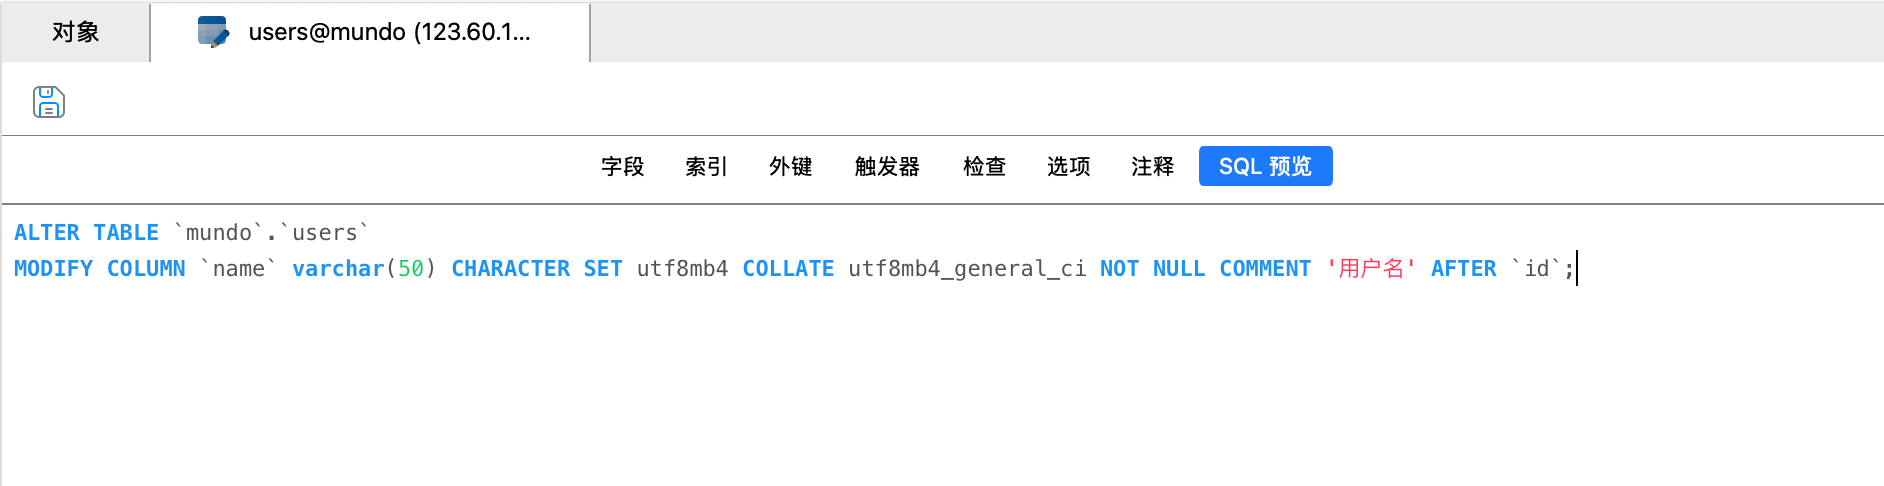 对象
users@mundo (123.60.1...
字段 索引 外键 触发器 检查 选项 注释 SQL 预览
ALTER TABLE `mundo`.`users`
MODIFY COLUMN `name` varchar(50) CHARACTER SET utf8mb4 COLLATE utf8mb4_general_ci NOT NULL COMMENT '用户名' AFTER `id`;